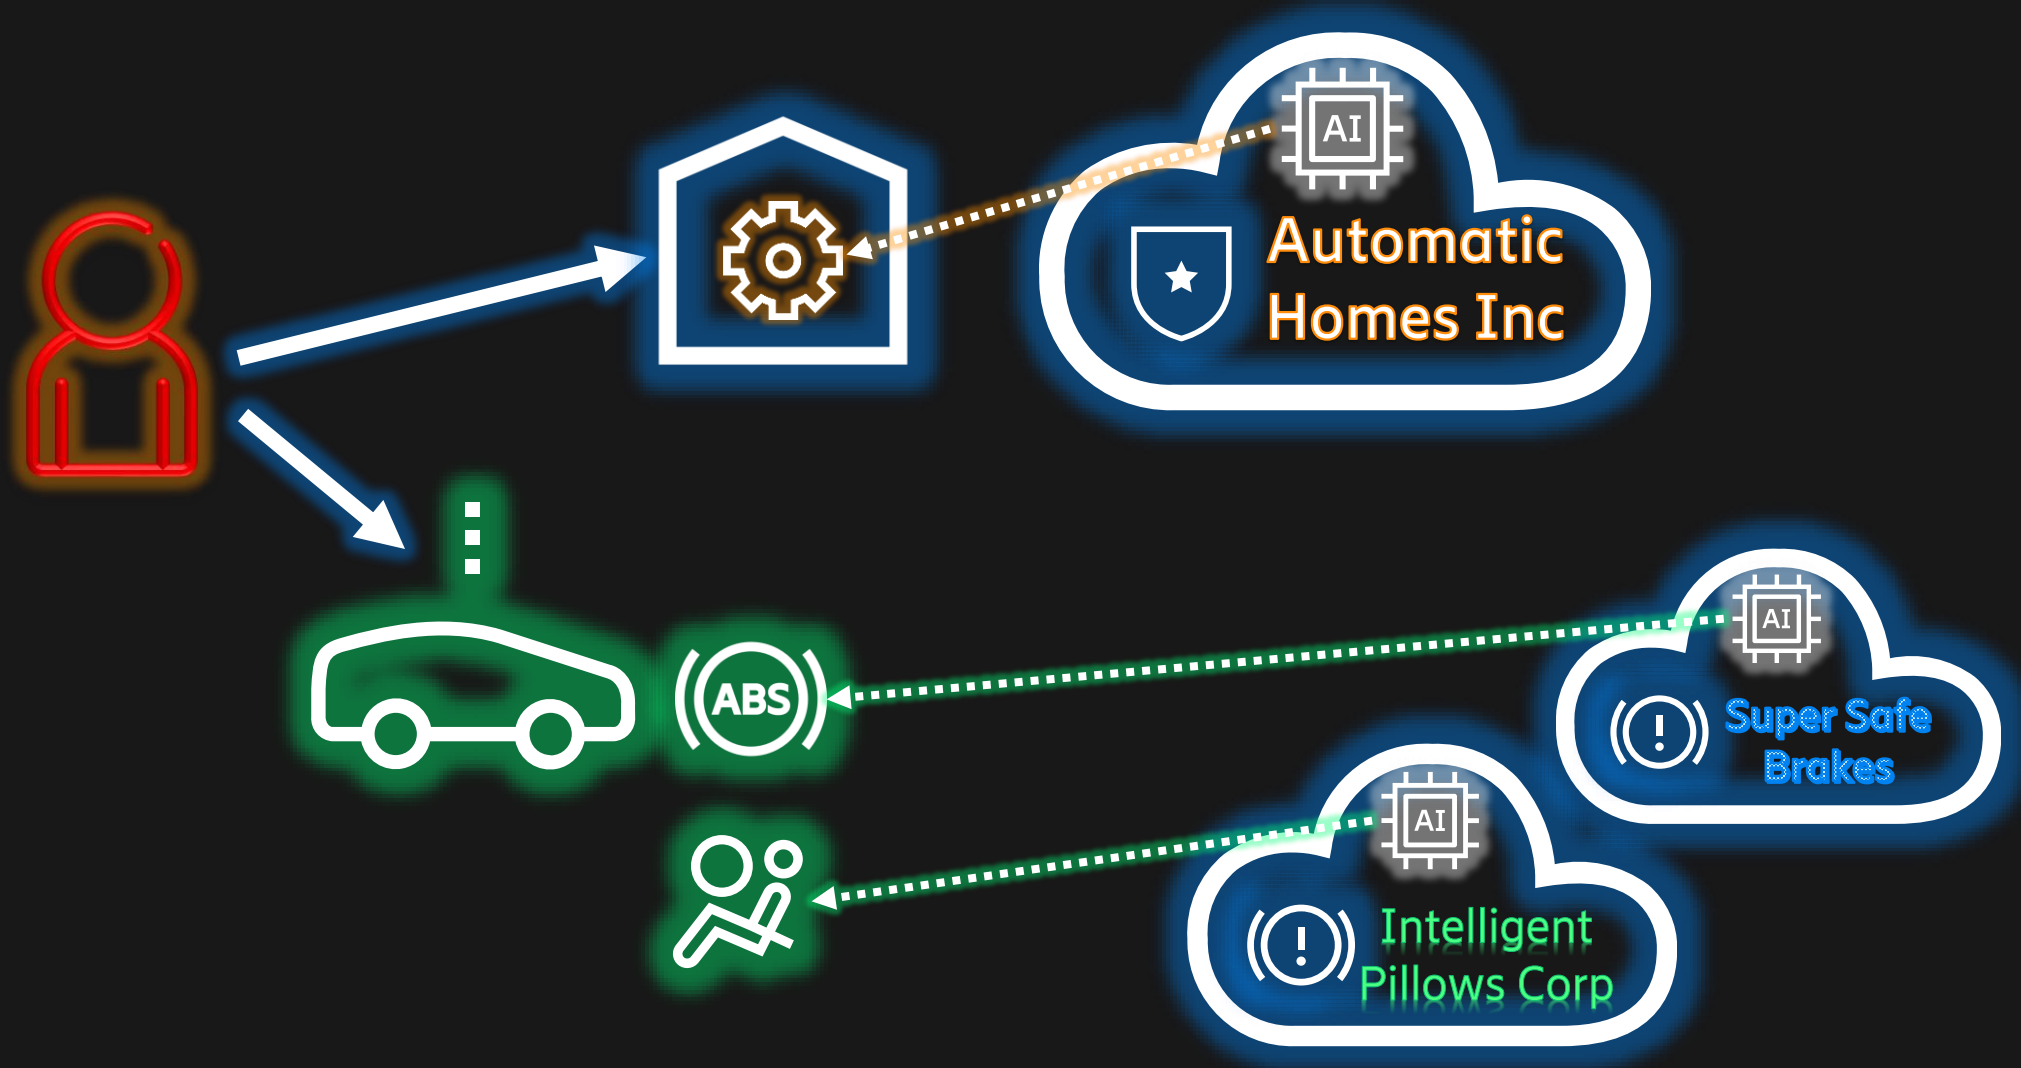 AI
Automatic
Homes Inc
AI
Super Safe
Brakes
ABS
AI
Intelligent
Pillows Corp